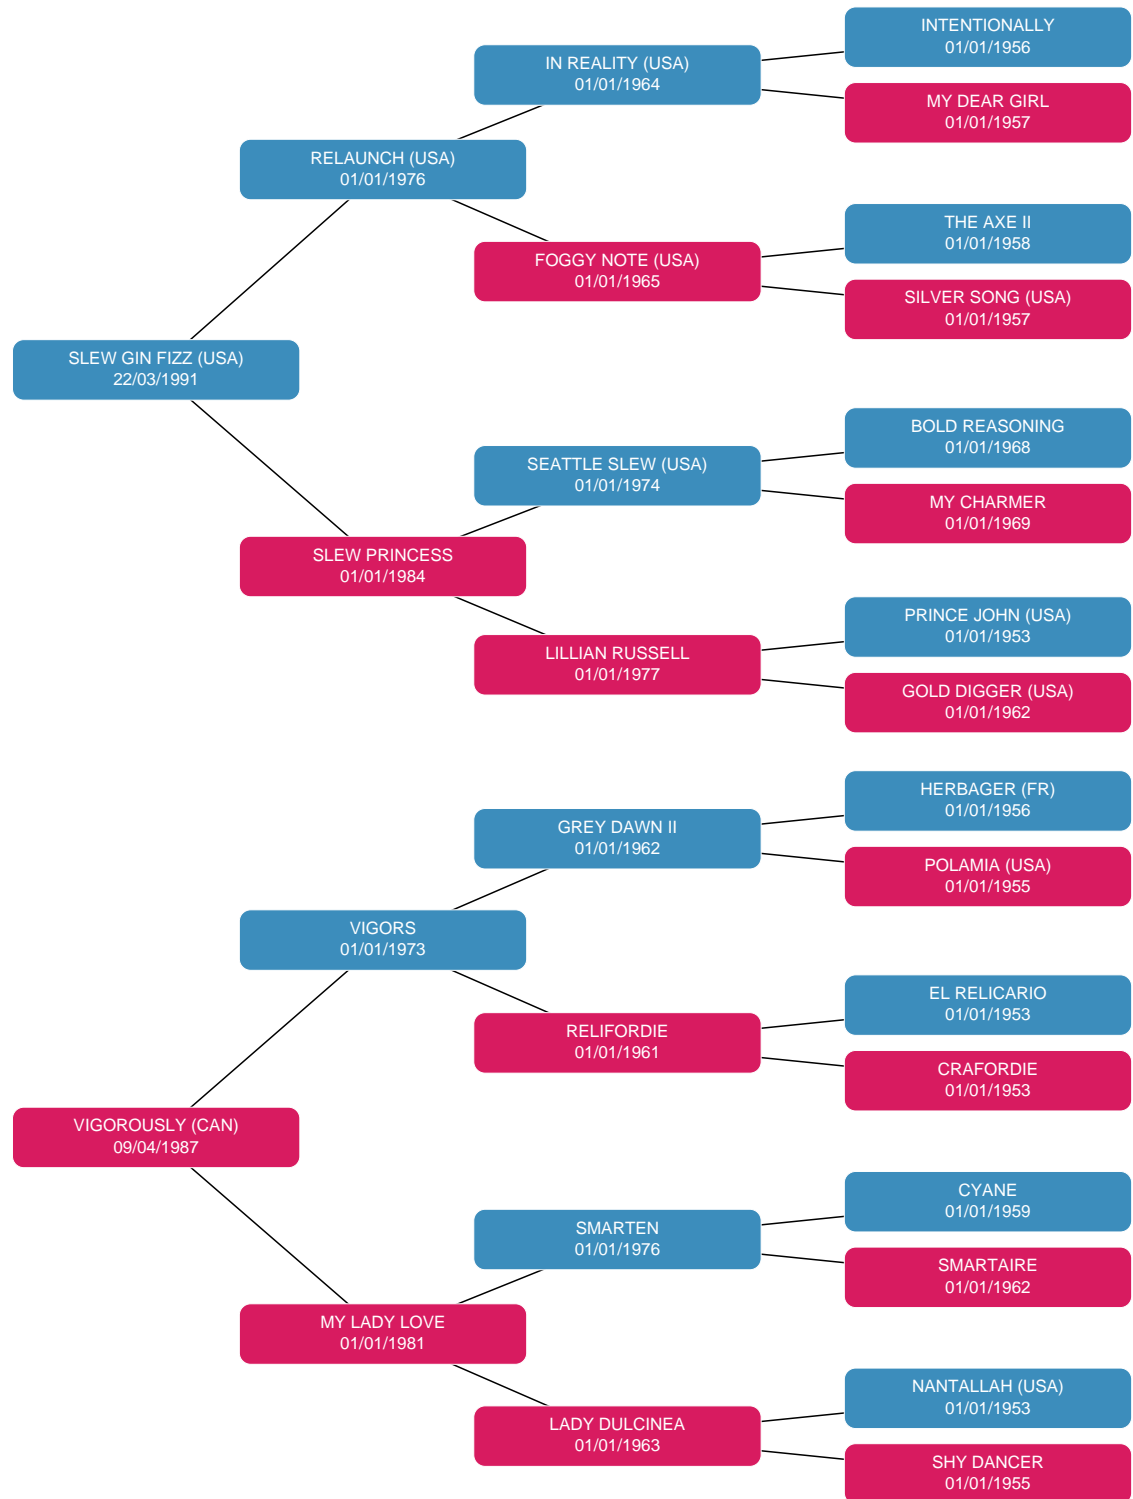 INTENTIONALLY
01/01/1956
IN REALITY (USA)
01/01/1964
MY DEAR GIRL
01/01/1957
RELAUNCH (USA)
01/01/1976
THE AXE II
01/01/1958
FOGGY NOTE (USA)
01/01/1965
SILVER SONG (USA)
01/01/1957
SLEW GIN FIZZ (USA)
22/03/1991
BOLD REASONING
01/01/1968
SEATTLE SLEW (USA)
01/01/1974
MY CHARMER
01/01/1969
SLEW PRINCESS
01/01/1984
PRINCE JOHN (USA)
01/01/1953
LILLIAN RUSSELL
01/01/1977
GOLD DIGGER (USA)
01/01/1962
HERBAGER (FR)
01/01/1956
GREY DAWN II
01/01/1962
POLAMIA (USA)
01/01/1955
VIGORS
01/01/1973
EL RELICARIO
01/01/1953
RELIFORDIE
01/01/1961
CRAFORDIE
01/01/1953
VIGOROUSLY (CAN)
09/04/1987
CYANE
01/01/1959
SMARTEN
01/01/1976
SMARTAIRE
01/01/1962
MY LADY LOVE
01/01/1981
NANTALLAH (USA)
01/01/1953
LADY DULCINEA
01/01/1963
SHY DANCER
01/01/1955